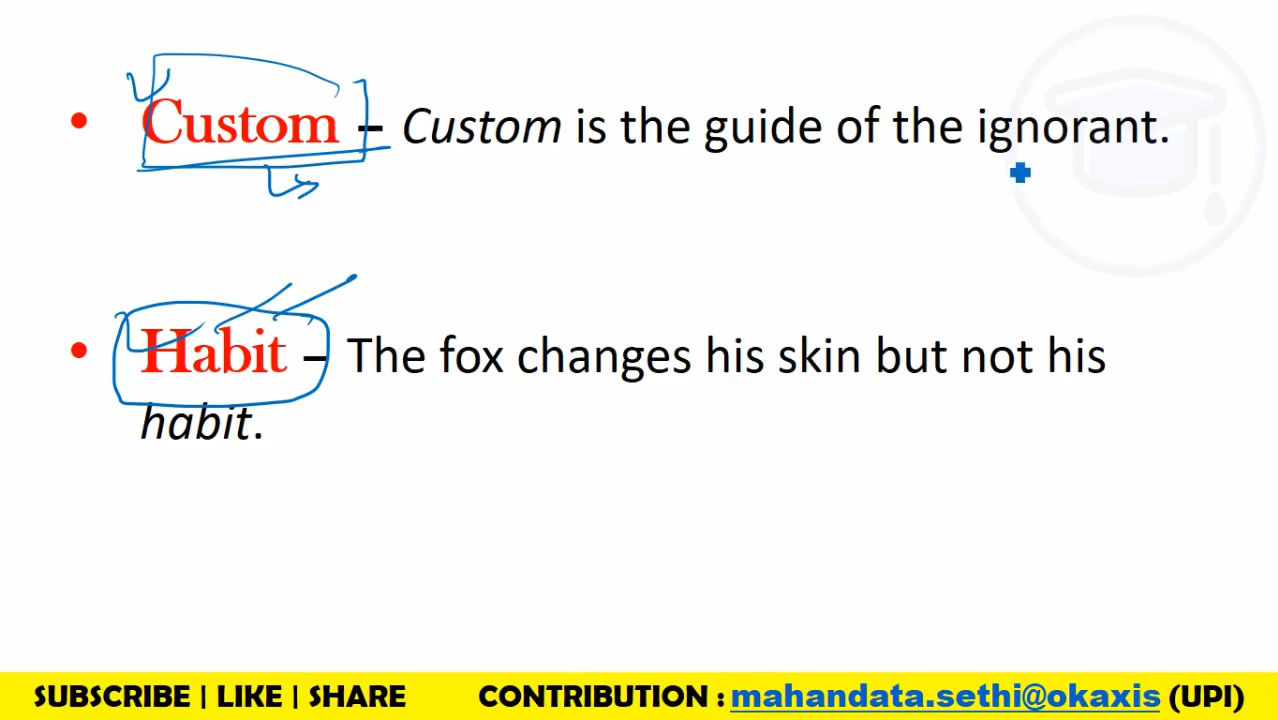 • Custom – Custom is the guide of the ignorant.
• Habit – The fox changes his skin but not his
habit.
SUBSCRIBE | LIKE | SHARE CONTRIBUTION : mahandata.sethi@okaxis (UPI)